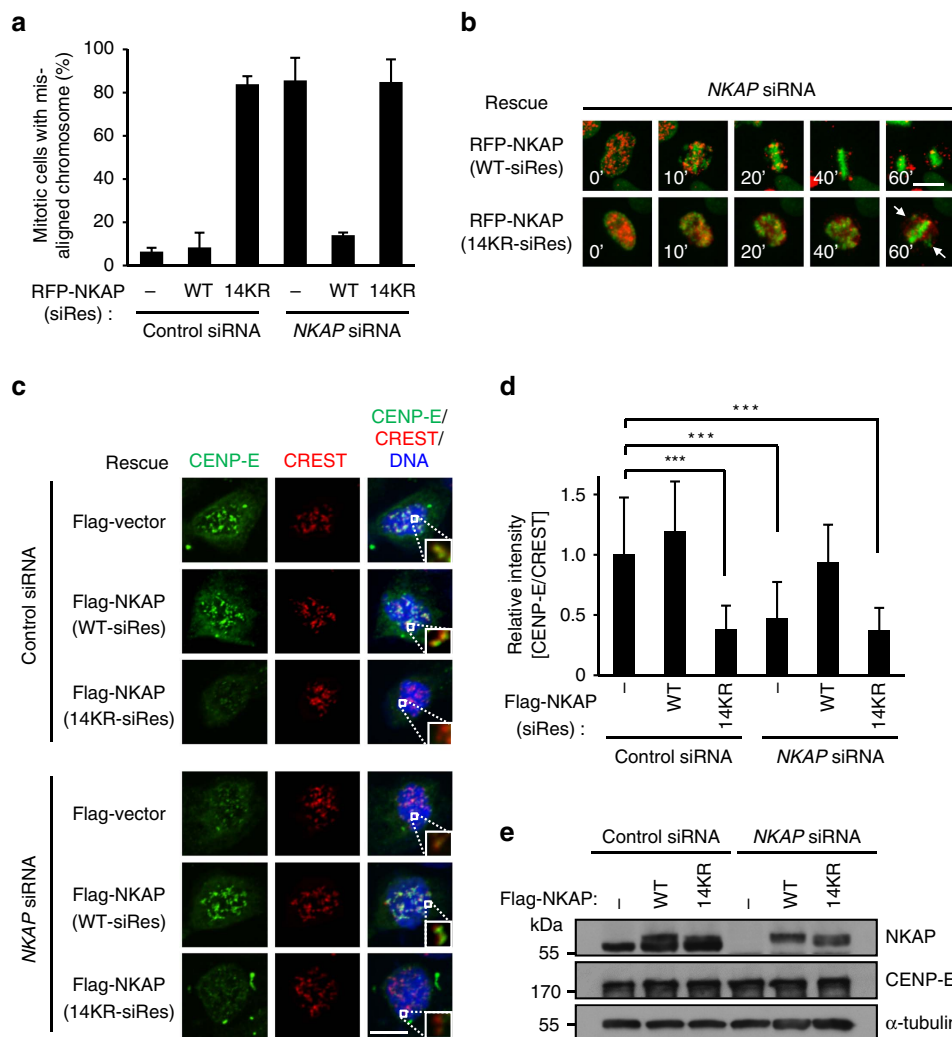 a
Mitotic cells with mis-
aligned chromosome (%)
100
80
60
40
20
0
RFP-NKAP
(siRes) :
– WT 14KR – WT 14KR
Control siRNA NKAP siRNA
b
Rescue
NKAP siRNA
RFP-NKAP
(WT-siRes)
0' 10' 20' 40' 60'
RFP-NKAP
(14KR-siRes)
0' 10' 20' 40' 60'
c
Rescue
CENP-E
CREST
CENP-E/
CREST/
DNA
Control siRNA
Flag-vector
Flag-NKAP
(WT-siRes)
Flag-NKAP
(14KR-siRes)
NKAP siRNA
Flag-vector
Flag-NKAP
(WT-siRes)
Flag-NKAP
(14KR-siRes)
d
Relative intensity
[CENP-E/CREST]
***
***
***
1.5
1.0
0.5
0
Flag-NKAP
(siRes) :
– WT 14KR – WT 14KR
Control siRNA NKAP siRNA
e
Control siRNA NKAP siRNA
Flag-NKAP: – WT 14KR – WT 14KR
kDa
55
NKAP
170
CENP-E
55
α-tubulin